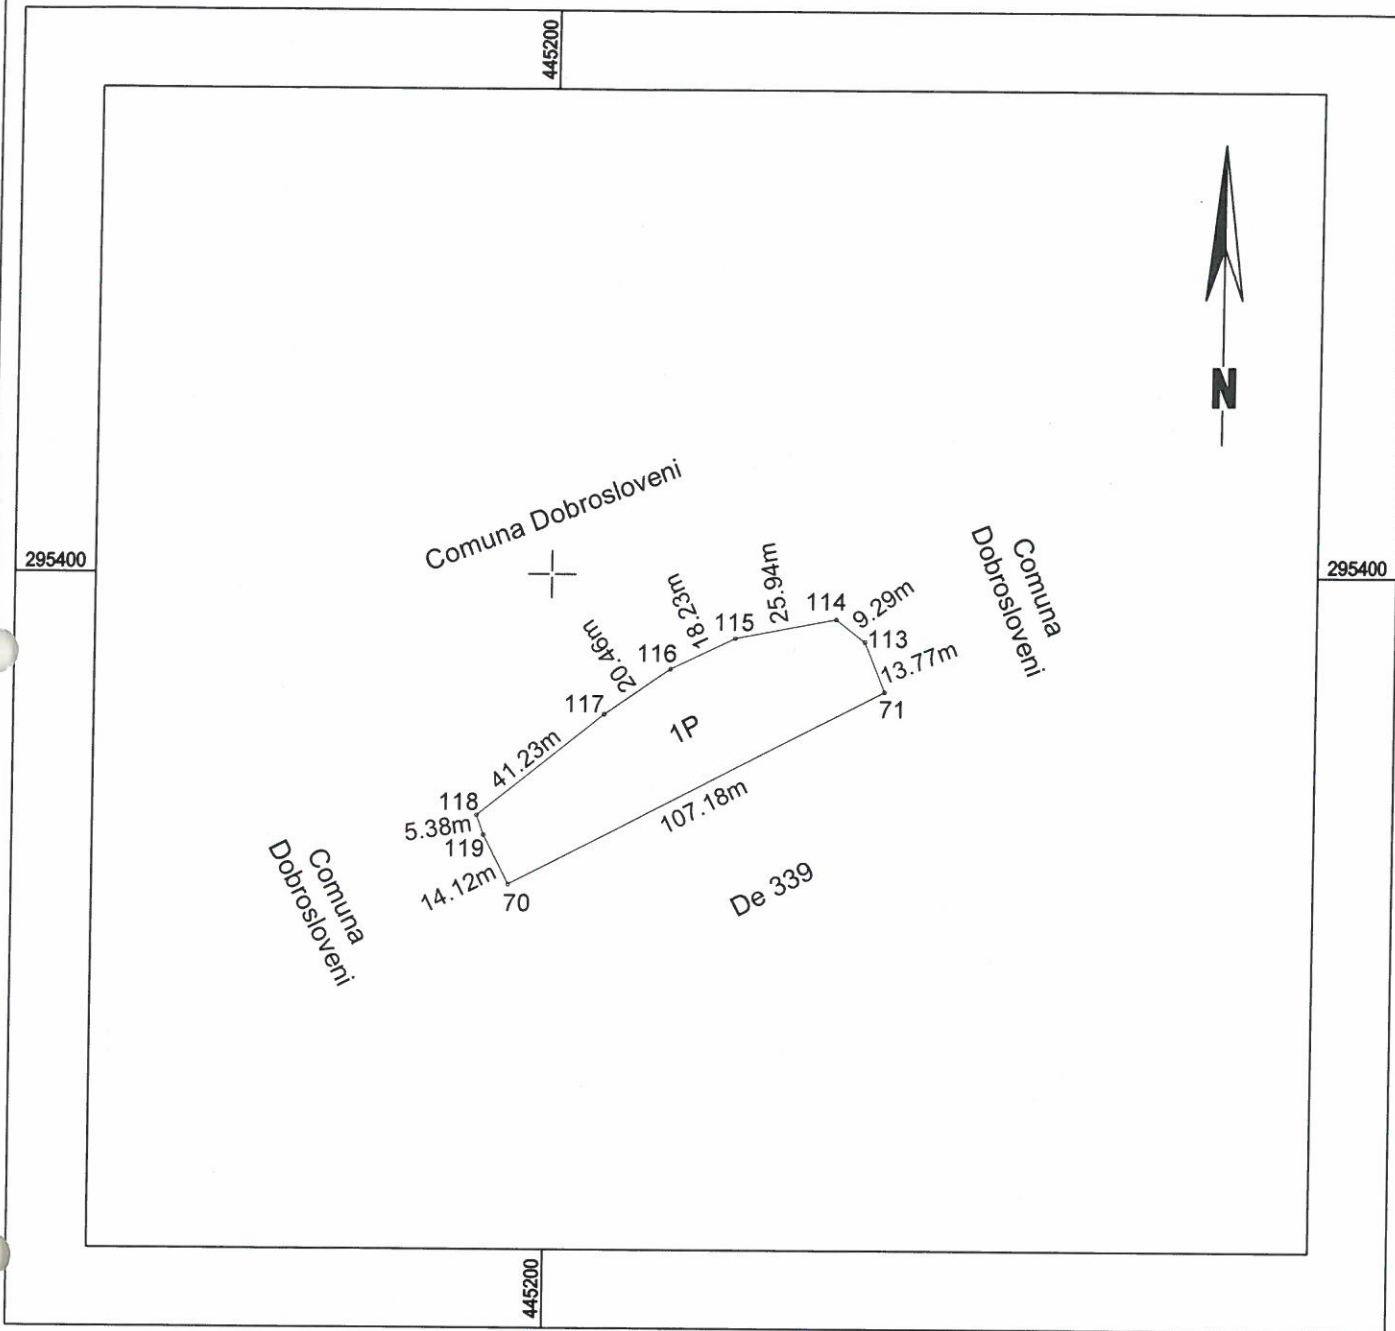 445200
N
Comuna Dobrosloveni
295400
295400
Comuna
Dobrosloveni
25.94m
114
9.29m
18.23m
115
113
20.46m
116
13.77m
117
71
1P
41.23m
118
107.18m
5.38m
119
14.12m
70
De 339
Comuna
Dobrosloveni
445200